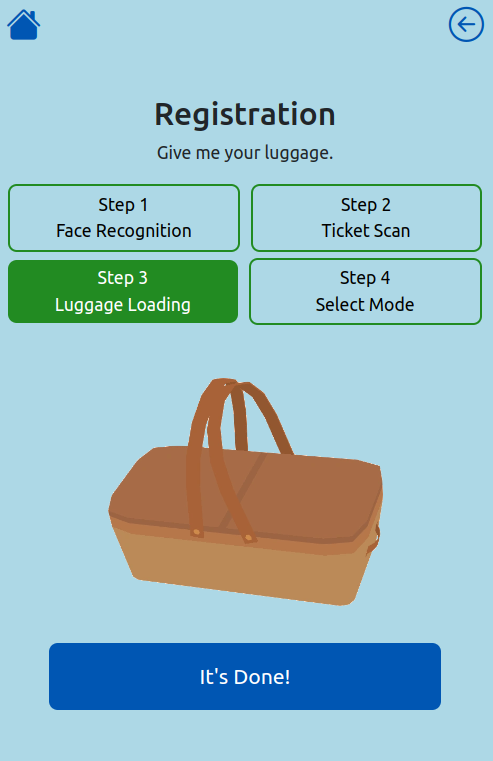 Registration
Give me your luggage.
Step 1
Face Recognition
Step 2
Ticket Scan
Step 3
Luggage Loading
Step 4
Select Mode
It's Done!